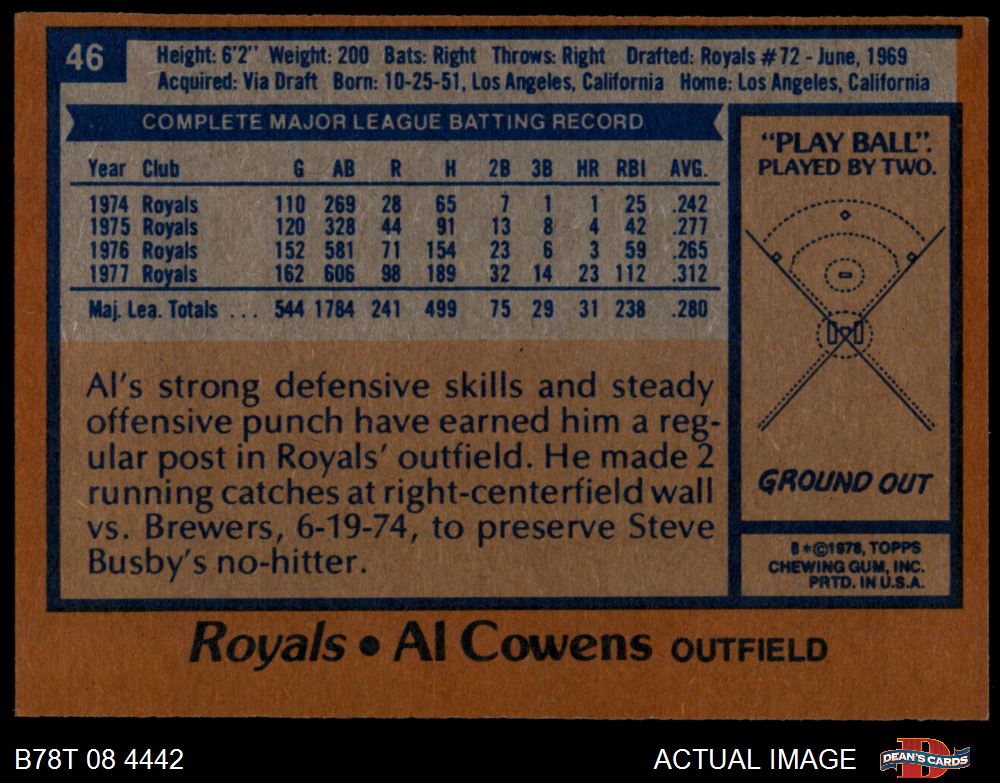 46
Height: 6'2" Weight: 200 Bats: Right Throws: Right Drafted: Royals #72 - June, 1969
Acquired: Via Draft Born: 10-25-51, Los Angeles, California Home: Los Angeles, California
COMPLETE MAJOR LEAGUE BATTING RECORD
Year Club G AB R H 2B 3B HR RBI AVG.
1974 Royals 110 269 28 65 7 1 1 25 .242
1975 Royals 120 328 44 91 13 8 4 42 .277
1976 Royals 152 581 71 154 23 6 3 59 .265
1977 Royals 162 606 98 189 32 14 23 112 .312
Maj. Lea. Totals ... 544 1784 241 499 75 29 31 238 .280
Al's strong defensive skills and steady
offensive punch have earned him a reg-
ular post in Royals' outfield. He made 2
running catches at right-centerfield wall
vs. Brewers, 6-19-74, to preserve Steve
Busby's no-hitter.
"PLAY BALL".
PLAYED BY TWO.
GROUND OUT
B*©1978, TOPPS
CHEWING GUM, INC.
PRTD. IN U.S.A.
Royals • Al Cowens OUTFIELD
B78T 08 4442
ACTUAL IMAGE
DEAN'S CARDS